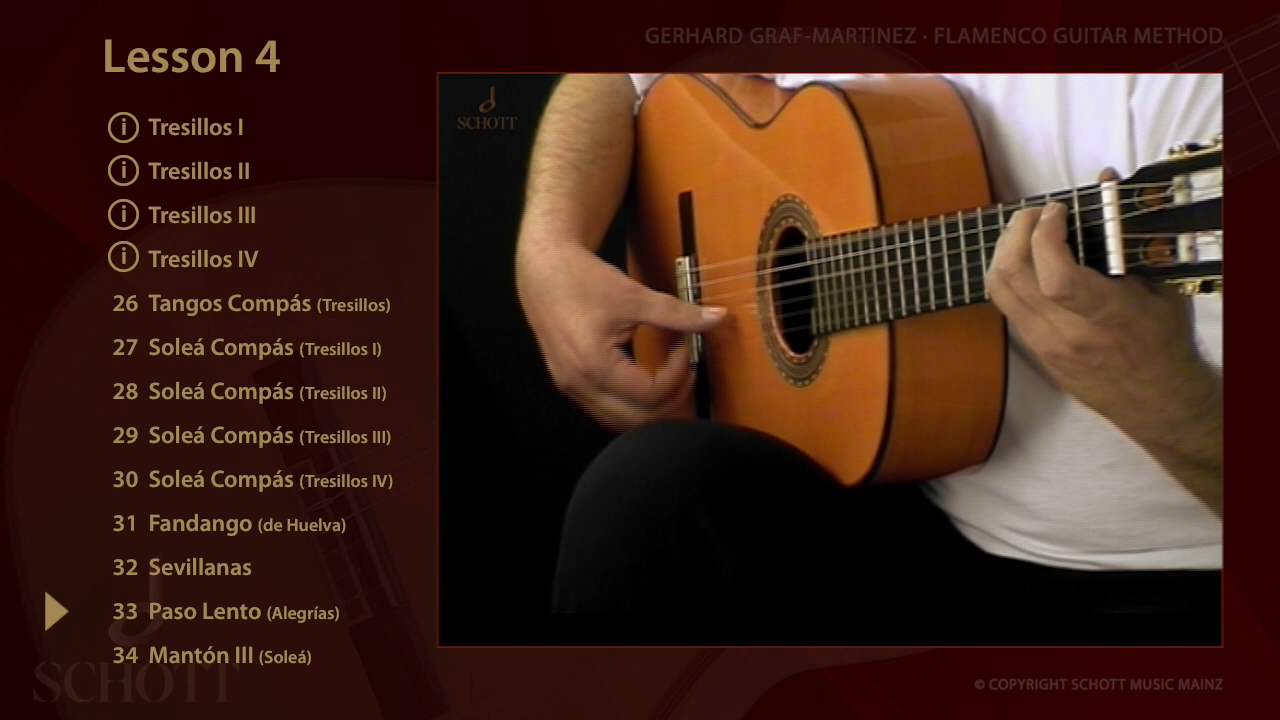 GERHARD GRAF-MARTINEZ · FLAMENCO GUITAR METHOD
Lesson 4
SCHOTT
i Tresillos I
i Tresillos II
i Tresillos III
i Tresillos IV
26 Tangos Compás (Tresillos)
27 Soleá Compás (Tresillos I)
28 Soleá Compás (Tresillos II)
29 Soleá Compás (Tresillos III)
30 Soleá Compás (Tresillos IV)
31 Fandango (de Huelva)
32 Sevillanas
33 Paso Lento (Alegrías)
34 Mantón III (Soleá)
SCHOTT
© COPYRIGHT SCHOTT MUSIC MAINZ